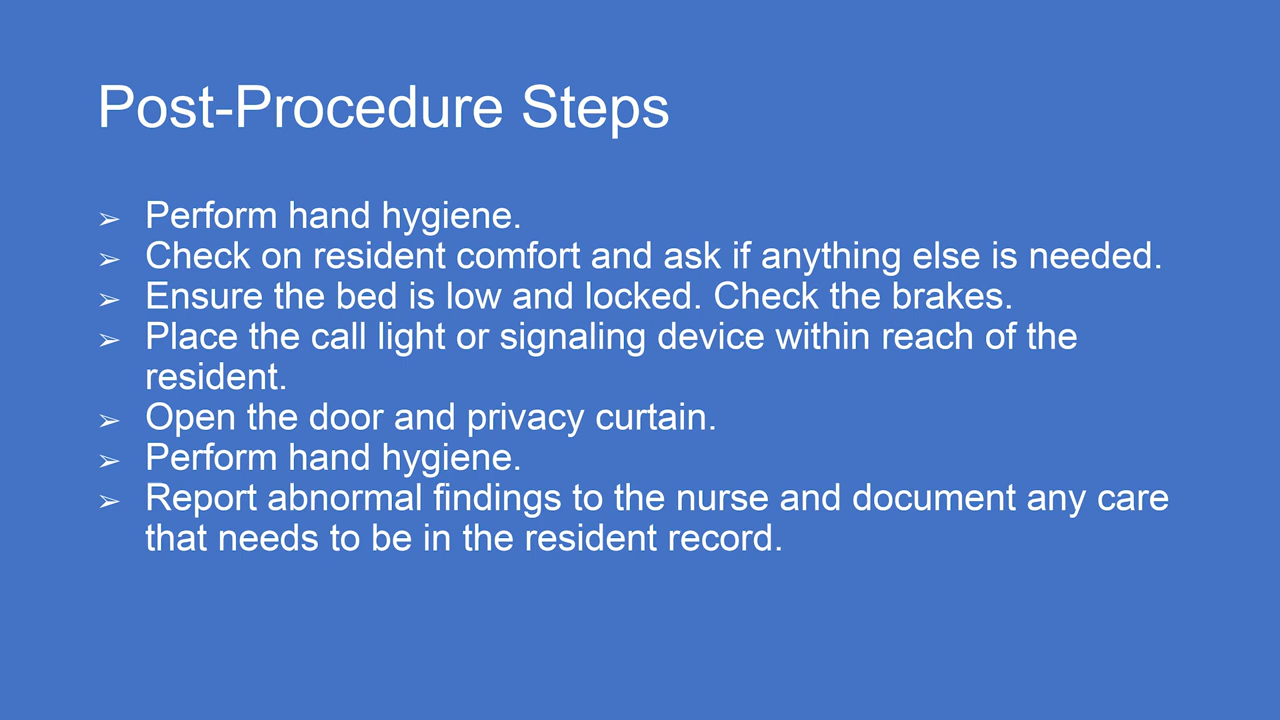 Post-Procedure Steps
➢ Perform hand hygiene.
➢ Check on resident comfort and ask if anything else is needed.
➢ Ensure the bed is low and locked. Check the brakes.
➢ Place the call light or signaling device within reach of the
resident.
➢ Open the door and privacy curtain.
➢ Perform hand hygiene.
➢ Report abnormal findings to the nurse and document any care
that needs to be in the resident record.